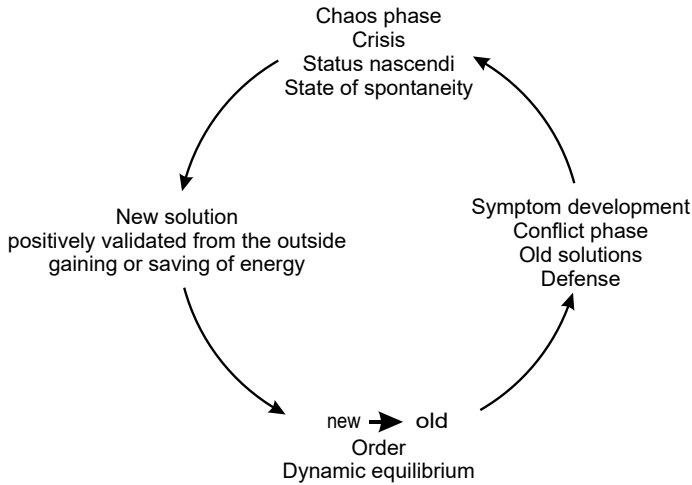 Chaos phase
Crisis
Status nascendi
State of spontaneity
New solution
positively validated from the outside
gaining or saving of energy
Symptom development
Conflict phase
Old solutions
Defense
new old
Order
Dynamic equilibrium